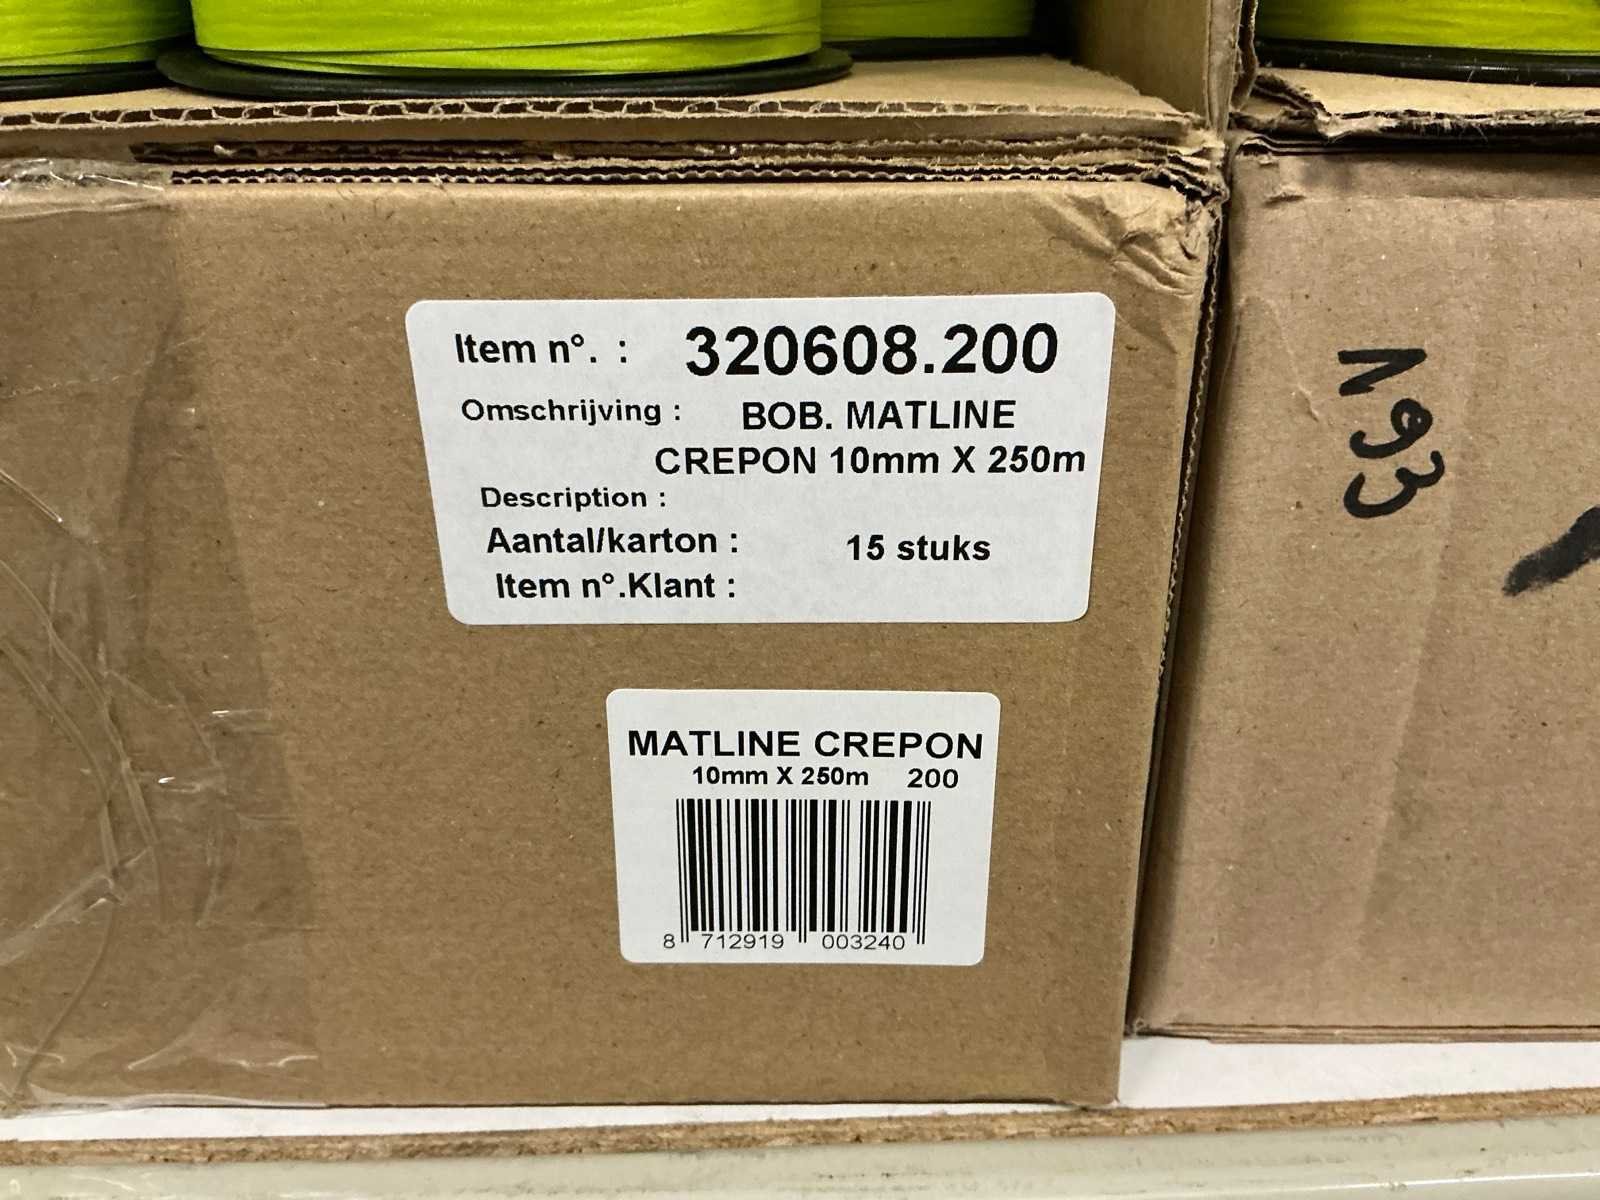 Item n°. : 320608.200
Omschrijving : BOB. MATLINE
CREPON 10mm X 250m
Description :
Aantal/karton : 15 stuks
Item n°.Klant :
MATLINE CREPON
10mm X 250m 200
8 712919 003240